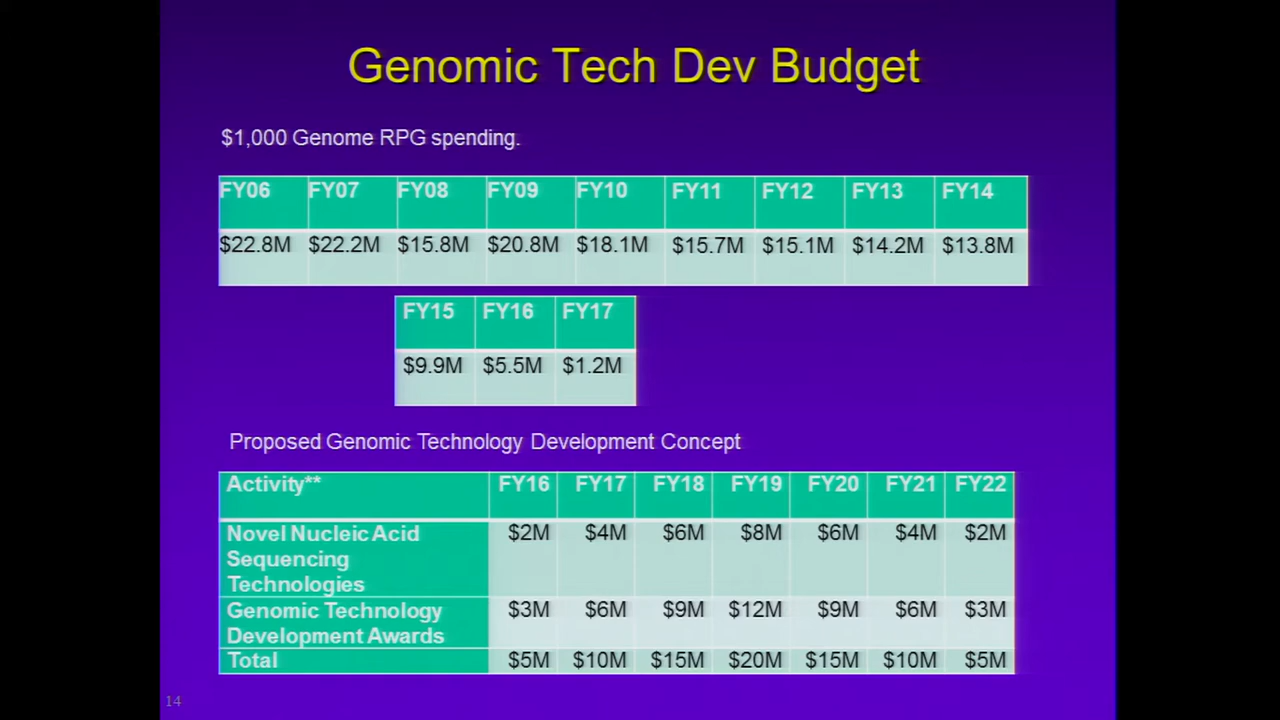 Genomic Tech Dev Budget
$1,000 Genome RPG spending.
FY06 FY07 FY08 FY09 FY10 FY11 FY12 FY13 FY14
$22.8M $22.2M $15.8M $20.8M $18.1M $15.7M $15.1M $14.2M $13.8M
FY15 FY16 FY17
$9.9M $5.5M $1.2M
Proposed Genomic Technology Development Concept
Activity** FY16 FY17 FY18 FY19 FY20 FY21 FY22
Novel Nucleic Acid $2M $4M $6M $8M $6M $4M $2M
Sequencing
Technologies
Genomic Technology $3M $6M $9M $12M $9M $6M $3M
Development Awards
Total $5M $10M $15M $20M $15M $10M $5M
14